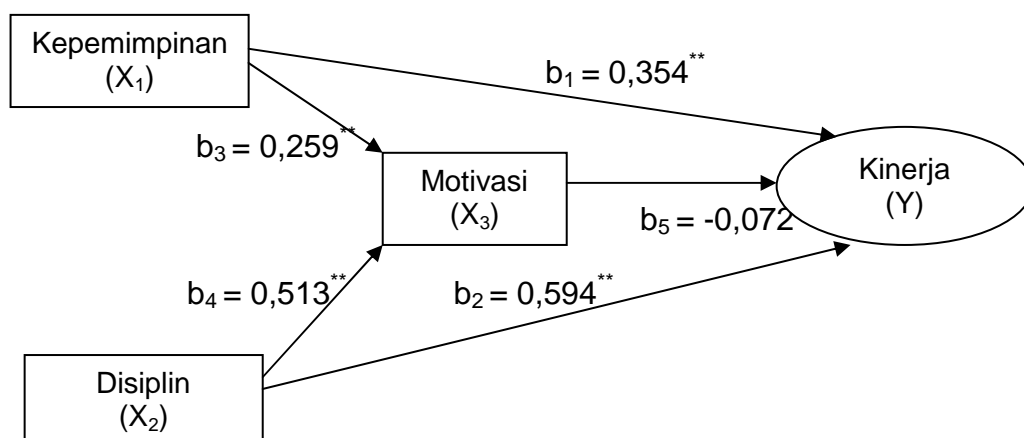 Kepemimpinan
(X₁)
b₁ = 0,354**
b₃ = 0,259**
Motivasi
(X₃)
Kinerja
(Y)
b₅ = -0,072
b₄ = 0,513**
b₂ = 0,594**
Disiplin
(X₂)